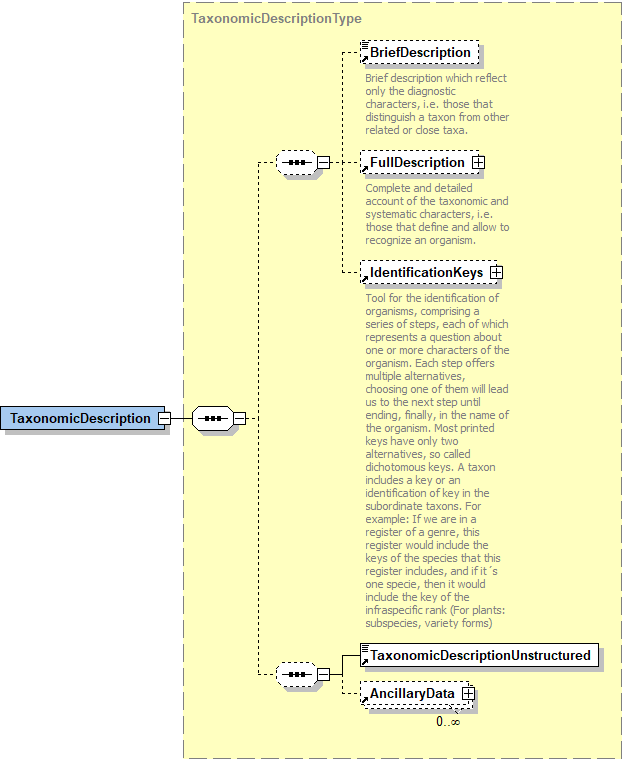 TaxonomicDescriptionType
BriefDescription
Brief description which reflect
only the diagnostic
characters, i.e. those that
distinguish a taxon from other
related or close taxa.
FullDescription
Complete and detailed
account of the taxonomic and
systematic characters, i.e.
those that define and allow to
recognize an organism.
IdentificationKeys
Tool for the identification of
organisms, comprising a
series of steps, each of which
represents a question about
one or more characters of the
organism. Each step offers
multiple alternatives,
choosing one of them will lead
us to the next step until
ending, finally, in the name of
the organism. Most printed
keys have only two
alternatives, so called
dichotomous keys. A taxon
includes a key or an
identification of key in the
subordinate taxons. For
example: If we are in a
register of a genre, this
register would include the
keys of the species that this
register includes, and if it´s
one specie, then it would
include the key of the
infraspecific rank (For plants:
subspecies, variety forms)
TaxonomicDescription
TaxonomicDescriptionUnstructured
AncillaryData
0..∞